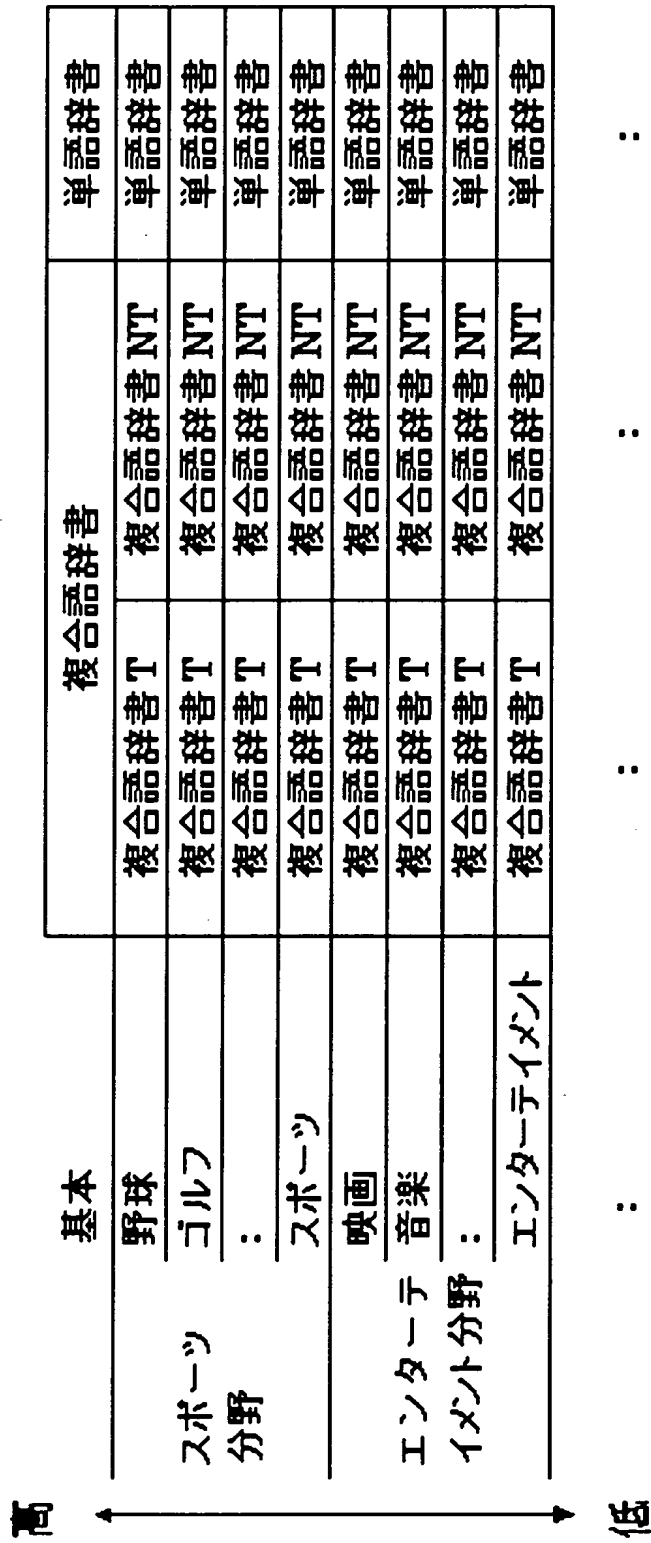 高
基本 複合語辞書 単語辞書
スポーツ
分野
野球 複合語辞書T 複合語辞書NT 単語辞書
ゴルフ 複合語辞書T 複合語辞書NT 単語辞書
: 複合語辞書T 複合語辞書NT 単語辞書
スポーツ 複合語辞書T 複合語辞書NT 単語辞書
エンターテ
イメント分野
映画 複合語辞書T 複合語辞書NT 単語辞書
音楽 複合語辞書T 複合語辞書NT 単語辞書
: 複合語辞書T 複合語辞書NT 単語辞書
エンターテイメント 複合語辞書T 複合語辞書NT 単語辞書
低 : : : :